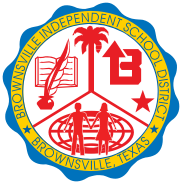 BROWNSVILLE INDEPENDENT SCHOOL DISTRICT
B
BROWNSVILLE, TEXAS